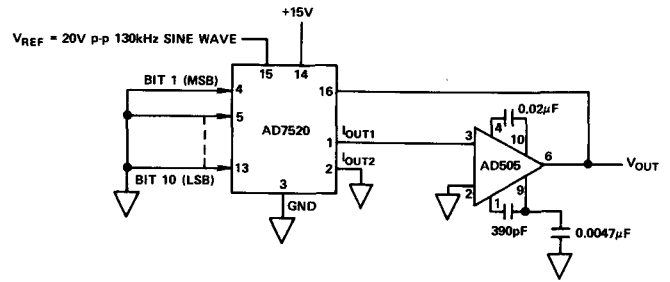 +15V
V_REF = 20V p-p 130kHz SINE WAVE
15
14
BIT 1 (MSB)
4
16
0.02μF
5
4
AD7520
I_OUT1
3
10
1
AD505
6
V_OUT
I_OUT2
13
2
BIT 10 (LSB)
2
9
3
1
GND
390pF
0.0047μF